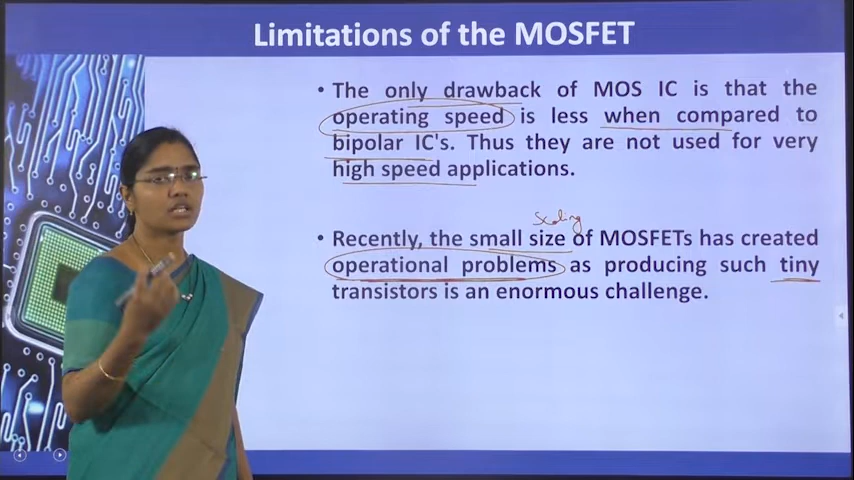 Limitations of the MOSFET
• The only drawback of MOS IC is that the
operating speed is less when compared to
bipolar IC's. Thus they are not used for very
high speed applications.
scaling
• Recently, the small size of MOSFETs has created
operational problems as producing such tiny
transistors is an enormous challenge.